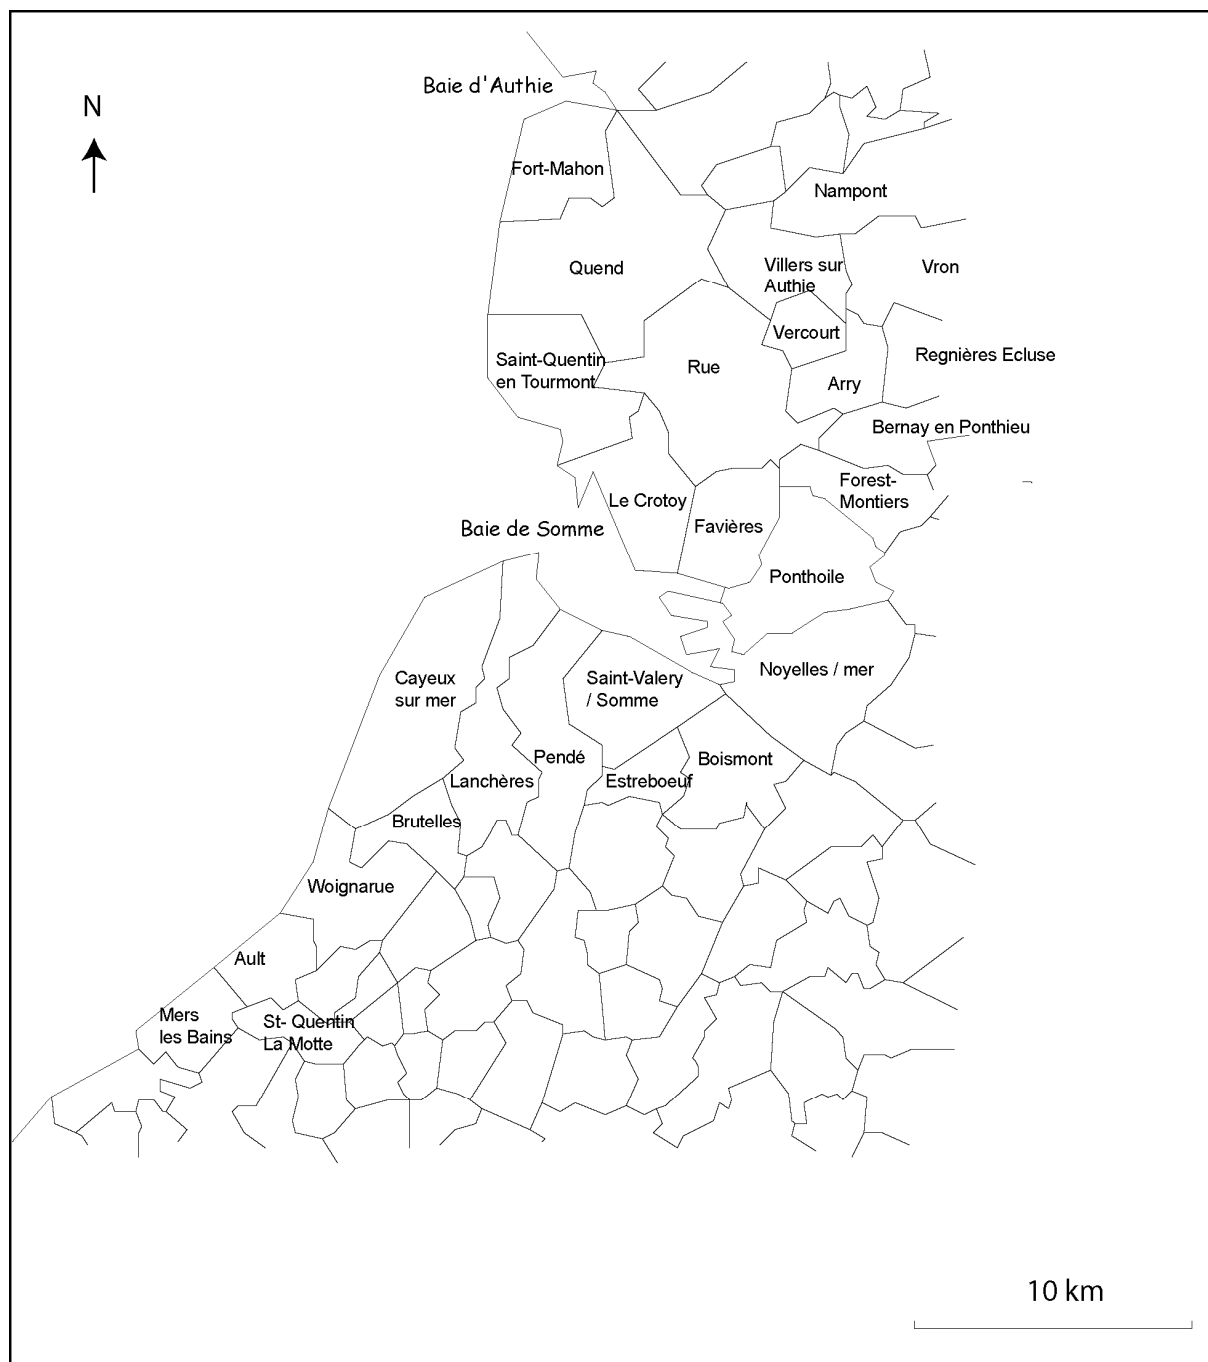 Baie d'Authie
N
Fort-Mahon
Nampont
Quend
Villers sur
Authie
Vron
Vercourt
Saint-Quentin
en Tourmont
Rue
Regnières Ecluse
Arry
Bernay en Ponthieu
Le Crotoy
Forest-
Montiers
Baie de Somme
Favières
Ponthoile
Cayeux
sur mer
Saint-Valery
/ Somme
Noyelles / mer
Pendé
Boismont
Lanchères
Estreboeuf
Brutelles
Woignarue
Ault
Mers
les Bains
St- Quentin
La Motte
10 km